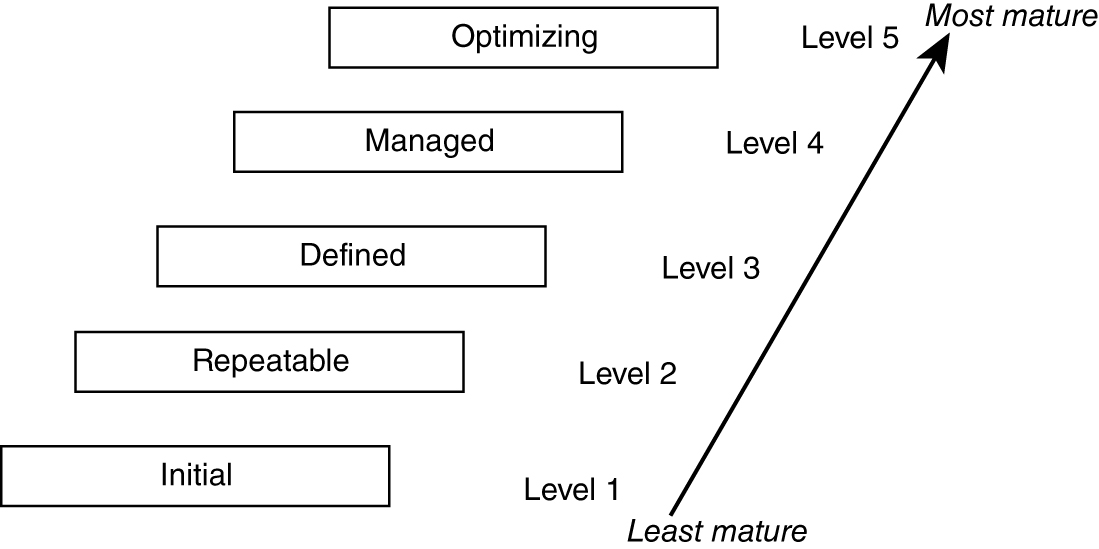 Most mature
Optimizing Level 5
Managed Level 4
Defined Level 3
Repeatable Level 2
Initial Level 1
Least mature